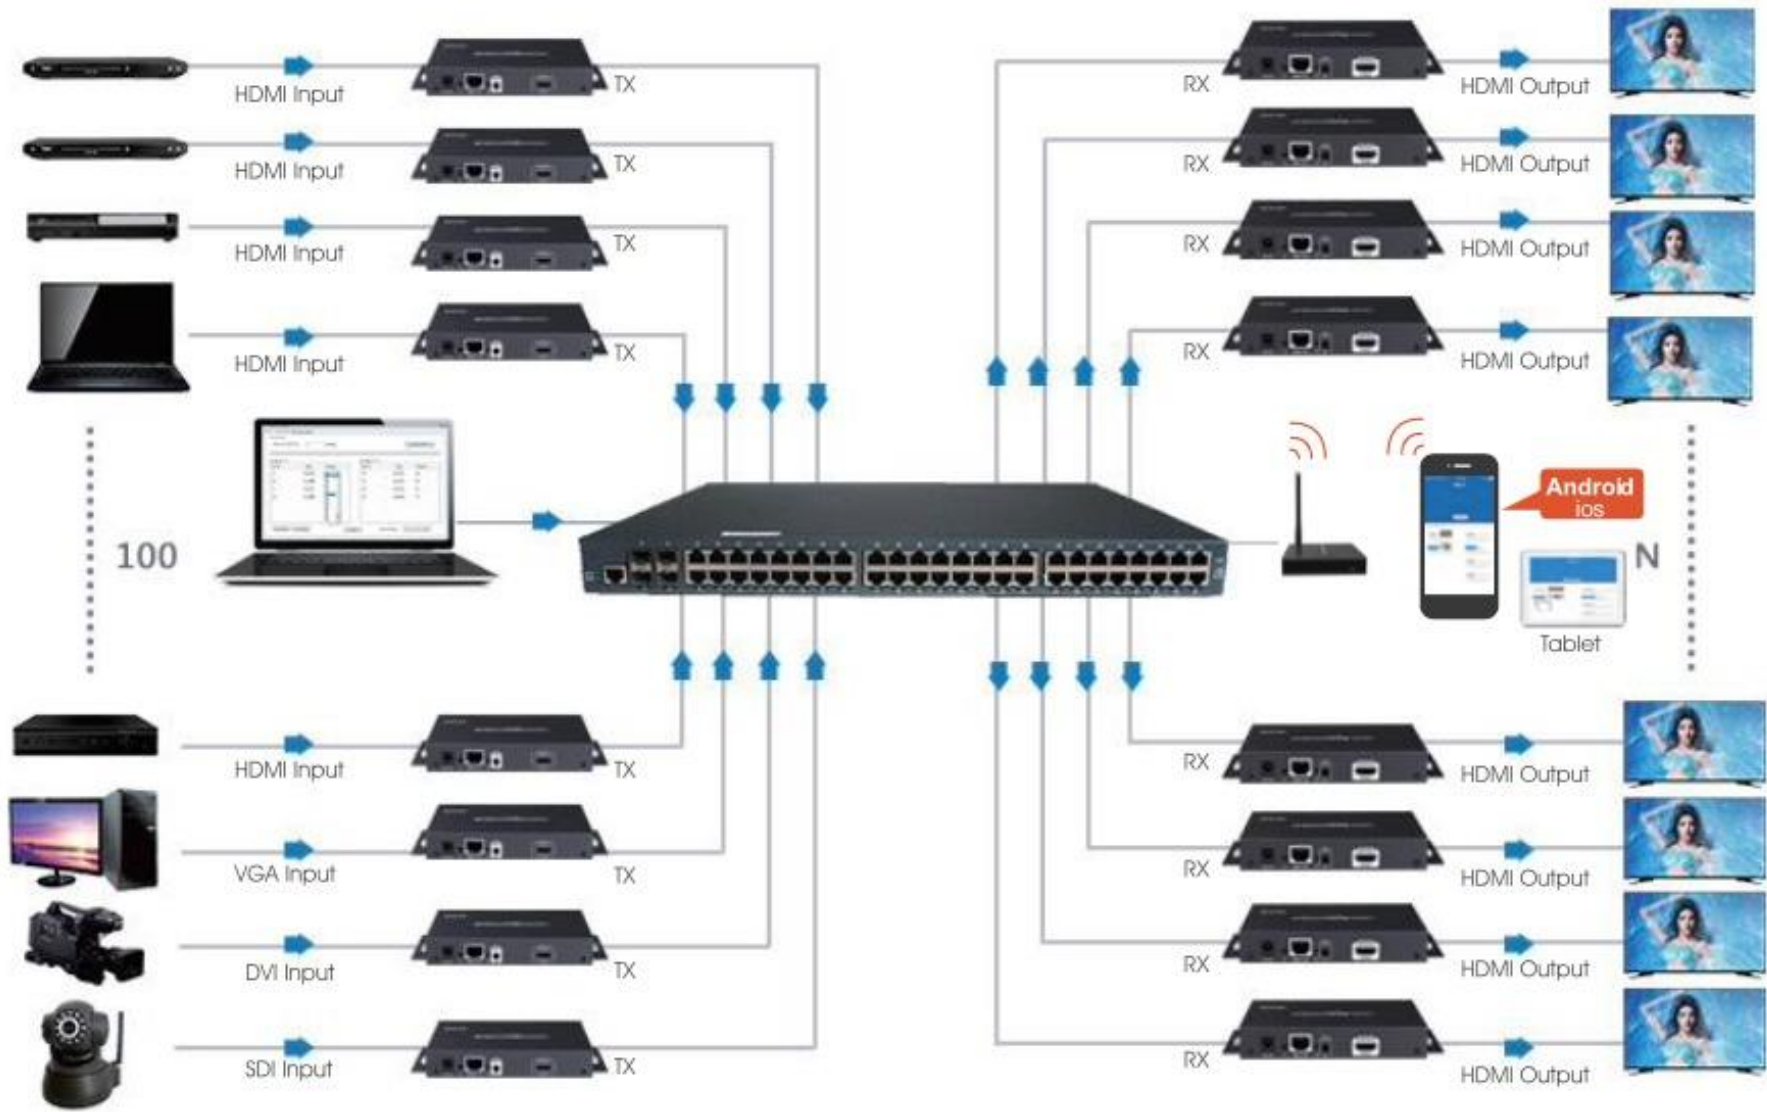 HDMI Input
TX
HDMI Input
TX
HDMI Input
TX
HDMI Input
TX
RX
HDMI Output
RX
HDMI Output
RX
HDMI Output
RX
HDMI Output
100
Android
ios
N
Tablet
HDMI Input
TX
VGA Input
TX
DVI Input
TX
SDI Input
TX
RX
HDMI Output
RX
HDMI Output
RX
HDMI Output
RX
HDMI Output